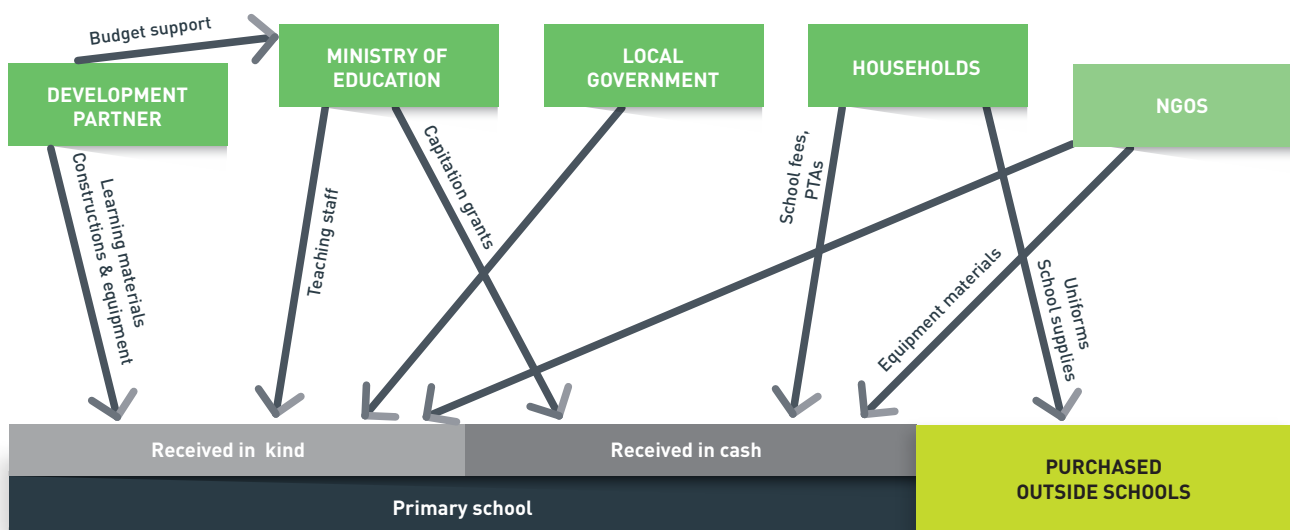 Budget support
DEVELOPMENT
PARTNER
MINISTRY OF
EDUCATION
LOCAL
GOVERNMENT
HOUSEHOLDS
NGOS
Learning materials
Constructions & equipment
Teaching staff
Capitation grants
School fees,
PTAs
Equipment materials
Uniforms
School supplies
Received in kind
Received in cash
Primary school
PURCHASED
OUTSIDE SCHOOLS